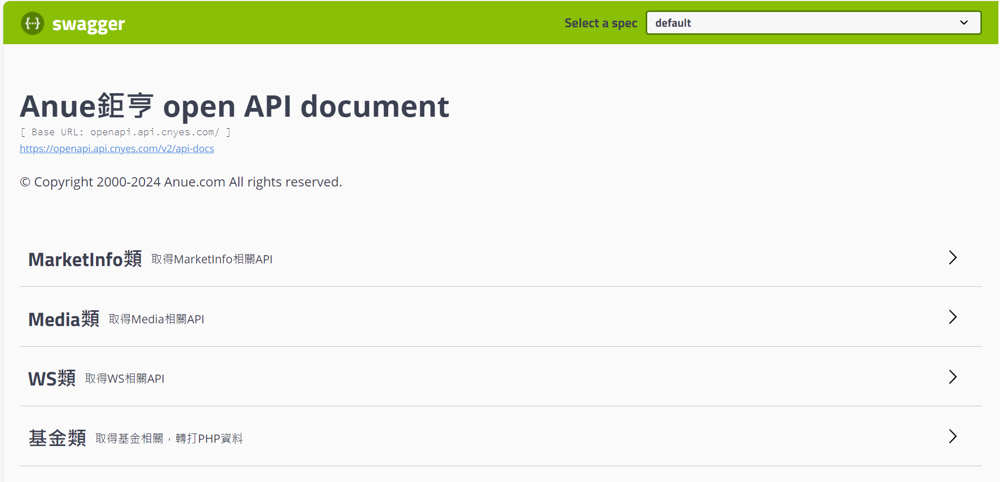 swagger
Select a spec default
Anue鉅亨 open API document
[ Base URL: openapi.api.cnyes.com/ ]
https://openapi.api.cnyes.com/v2/api-docs
© Copyright 2000-2024 Anue.com All rights reserved.
MarketInfo類 取得MarketInfo相關API
Media類 取得Media相關API
WS類 取得WS相關API
基金類 取得基金相關，轉打PHP資料